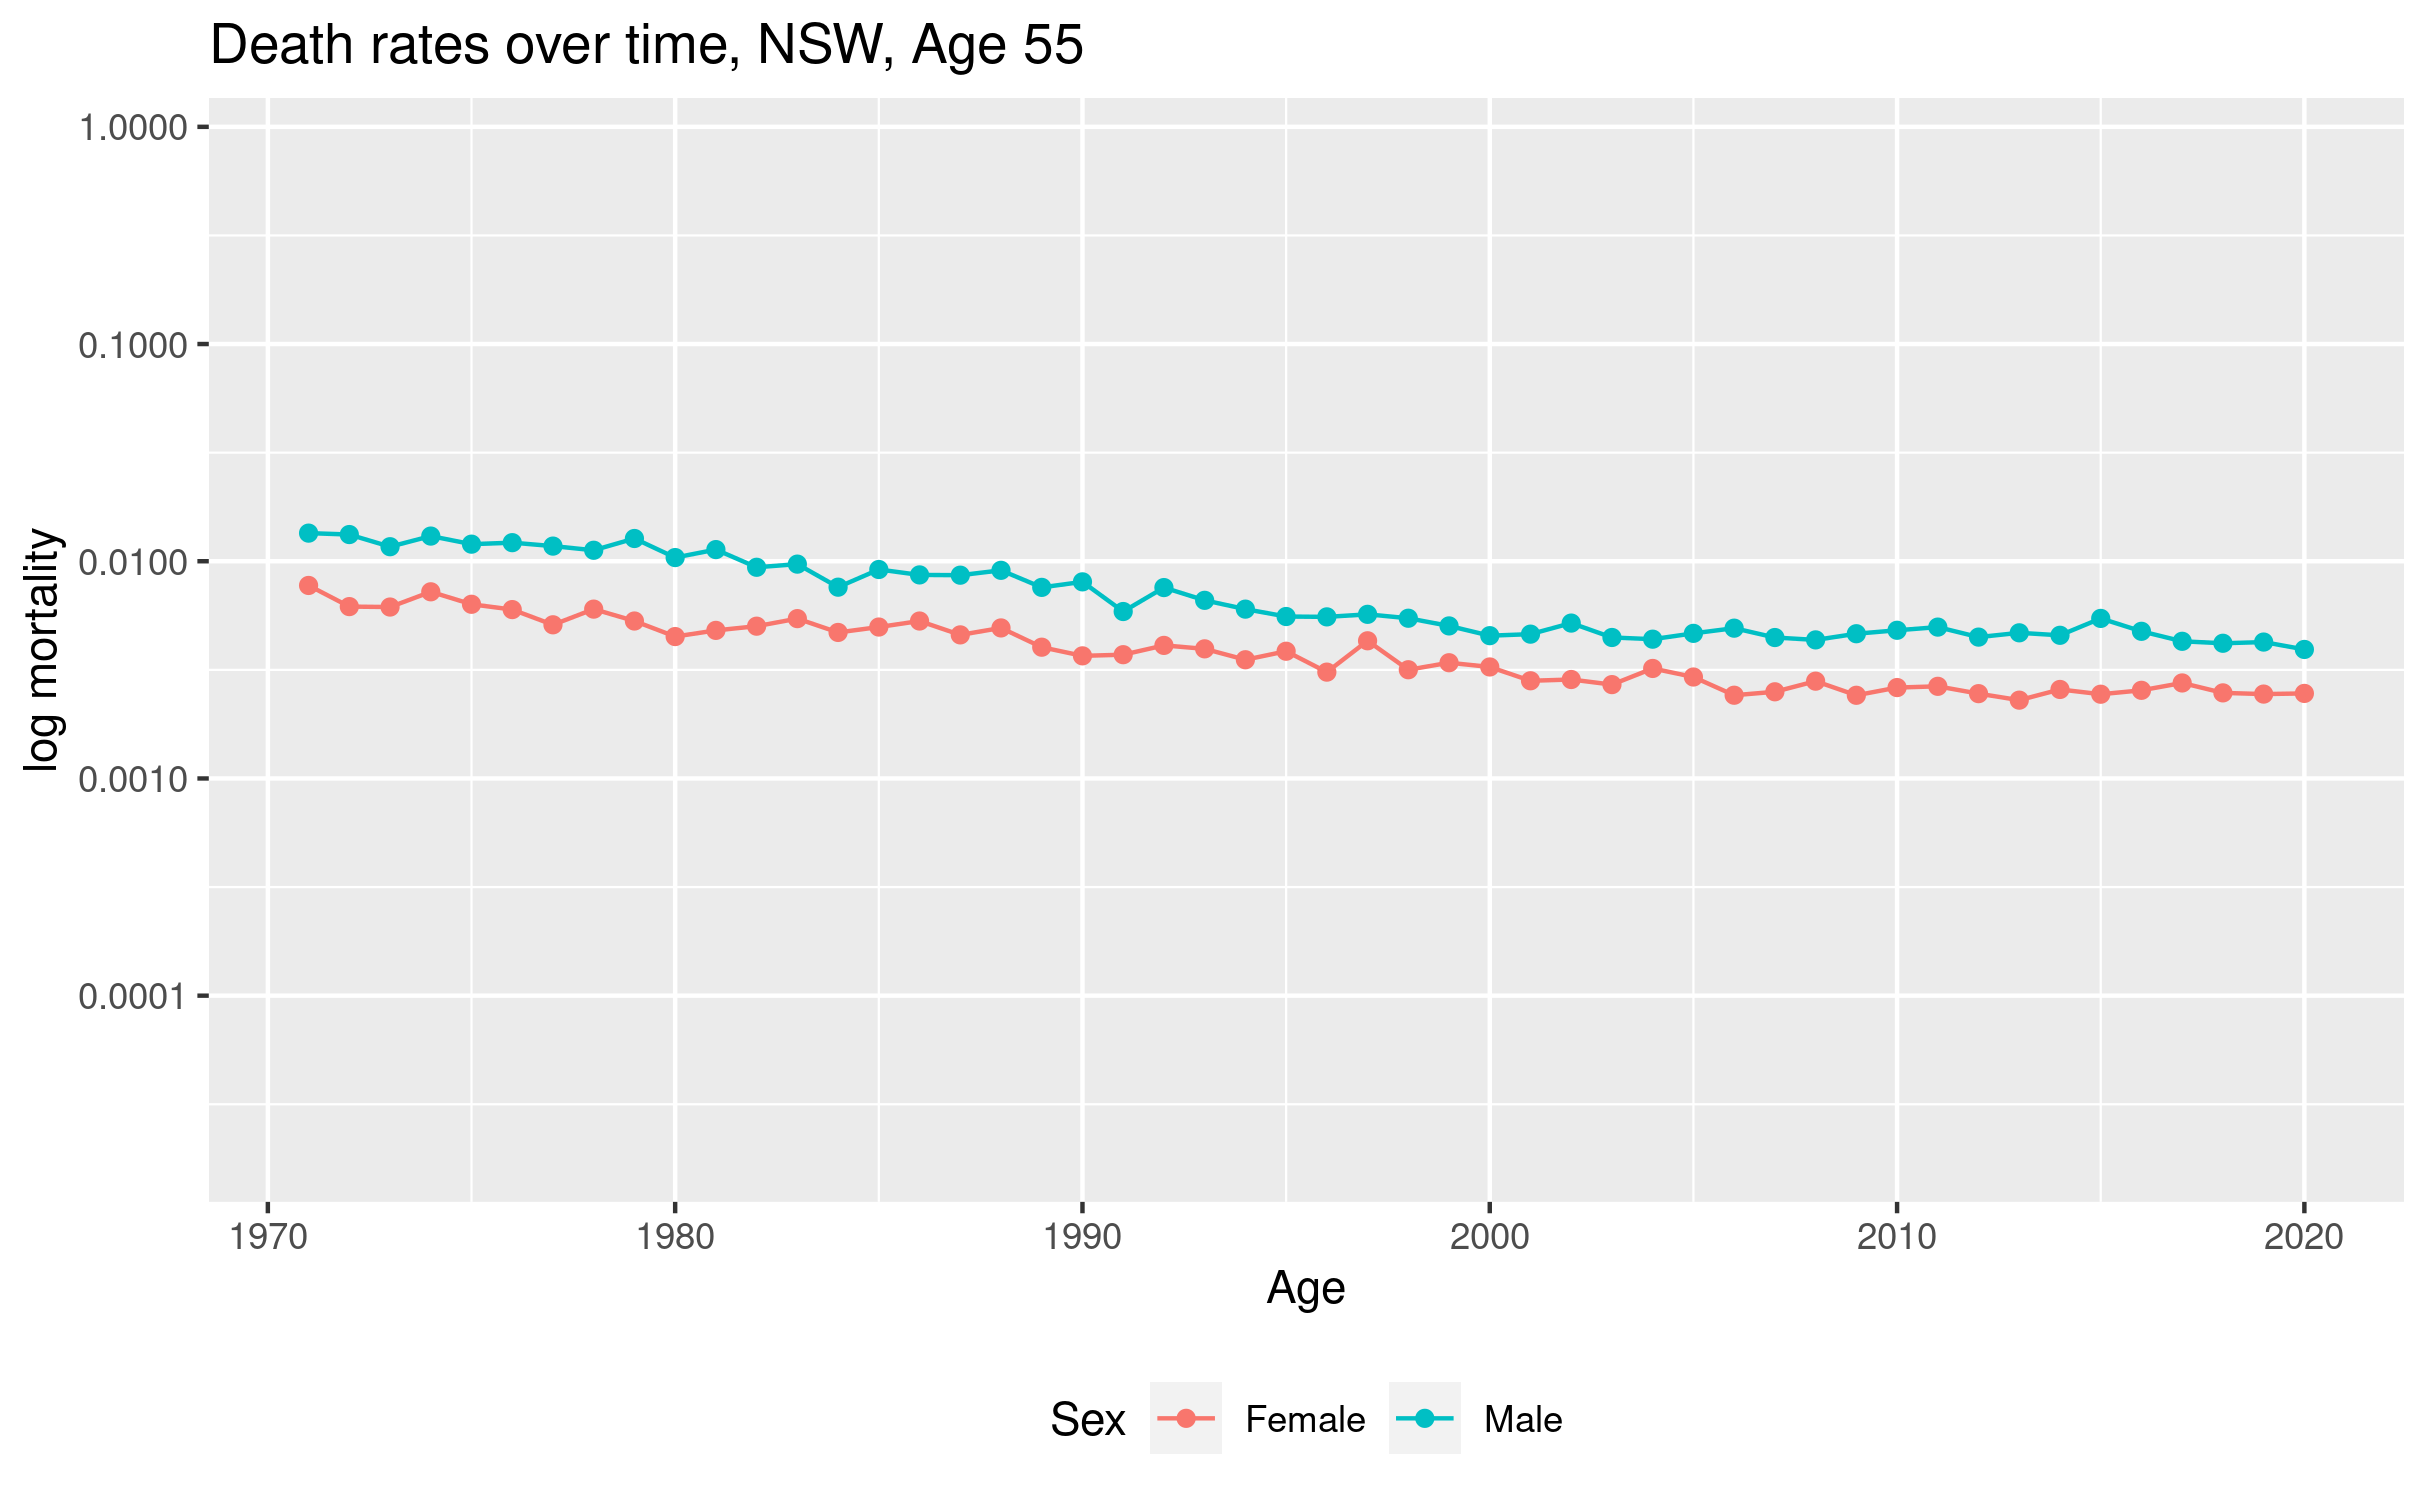 Death rates over time, NSW, Age 55
log mortality
1.0000
0.1000
0.0100
0.0010
0.0001
1970 1980 1990 2000 2010 2020
Age
Sex Female Male